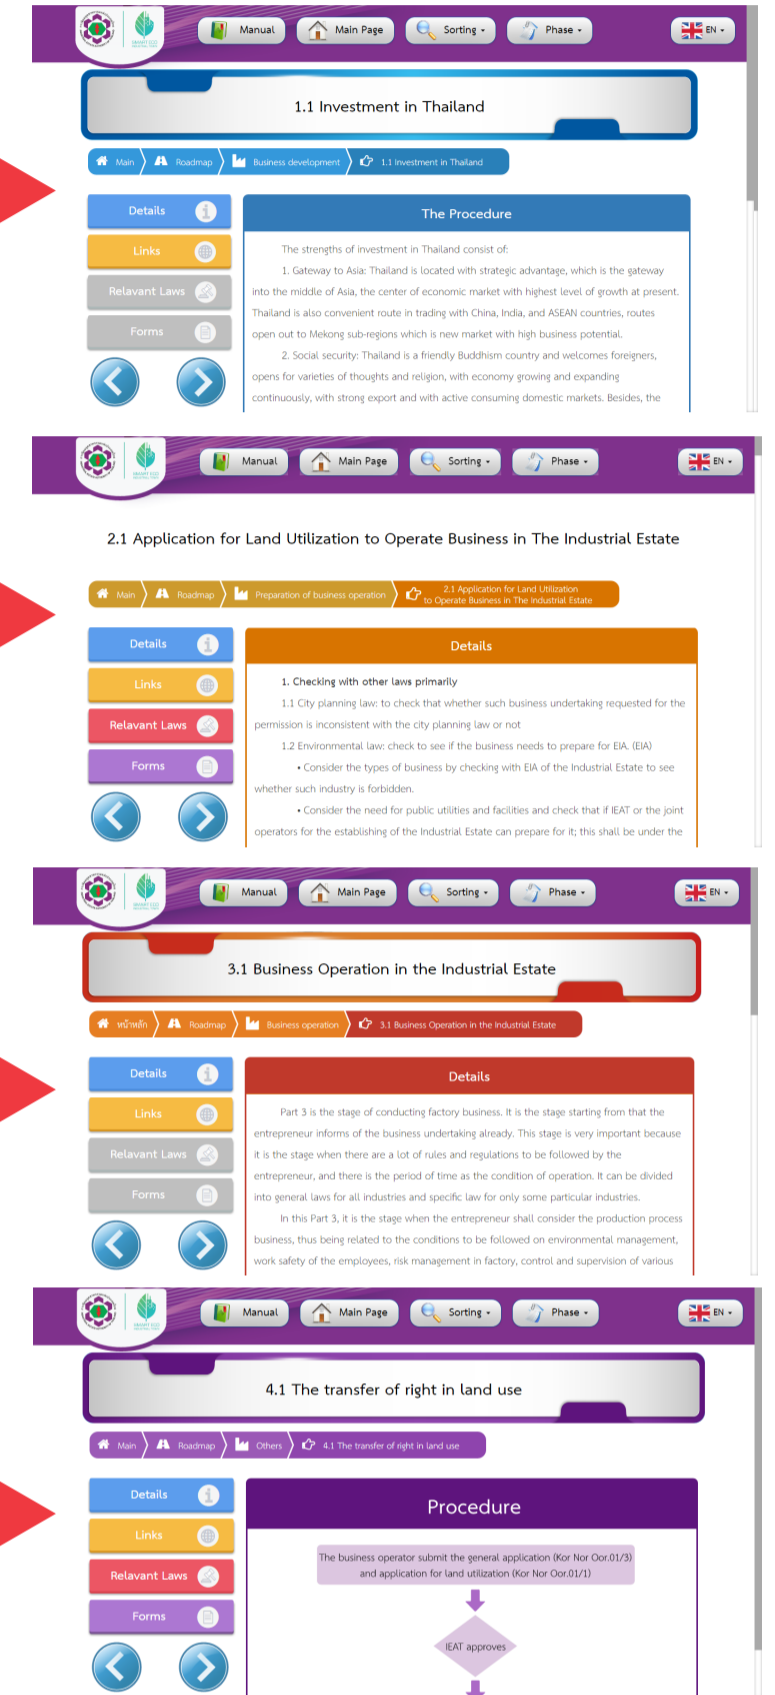 Manual
Main Page
Sorting
Phase
EN
1.1 Investment in Thailand
Main
Roadmap
Business development
1.1 Investment in Thailand
Details
Links
Relavant Laws
Forms
The Procedure
The strengths of investment in Thailand consist of:
1. Gateway to Asia: Thailand is located with strategic advantage, which is the gateway
into the middle of Asia, the center of economic market with highest level of growth at present.
Thailand is also convenient route in trading with China, India, and ASEAN countries, routes
open out to Mekong sub-regions which is new market with high business potential.
2. Social security: Thailand is a friendly Buddhism country and welcomes foreigners,
opens for varieties of thoughts and religion, with economy growing and expanding
continuously, with strong export and with active consuming domestic markets. Besides, the
Manual
Main Page
Sorting
Phase
EN
2.1 Application for Land Utilization to Operate Business in The Industrial Estate
Main
Roadmap
Preparation of business operation
2.1 Application for Land Utilization
to Operate Business in The Industrial Estate
Details
Links
Relavant Laws
Forms
Details
1. Checking with other laws primarily
1.1 City planning law: to check that whether such business undertaking requested for the
permission is inconsistent with the city planning law or not
1.2 Environmental law: check to see if the business needs to prepare for EIA. (EIA)
• Consider the types of business by checking with EIA of the Industrial Estate to see
whether such industry is forbidden.
• Consider the need for public utilities and facilities and check that if IEAT or the joint
operators for the establishing of the Industrial Estate can prepare for it; this shall be under the
Manual
Main Page
Sorting
Phase
EN
3.1 Business Operation in the Industrial Estate
หน้าหลัก
Roadmap
Business operation
3.1 Business Operation in the Industrial Estate
Details
Links
Relavant Laws
Forms
Details
Part 3 is the stage of conducting factory business. It is the stage starting from that the
entrepreneur informs of the business undertaking already. This stage is very important because
it is the stage when there are a lot of rules and regulations to be followed by the
entrepreneur, and there is the period of time as the condition of operation. It can be divided
into general laws for all industries and specific law for only some particular industries.
In this Part 3, it is the stage when the entrepreneur shall consider the production process
business, thus being related to the conditions to be followed on environmental management,
work safety of the employees, risk management in factory, control and supervision of various
Manual
Main Page
Sorting
Phase
EN
4.1 The transfer of right in land use
Main
Roadmap
Others
4.1 The transfer of right in land use
Details
Links
Relavant Laws
Forms
Procedure
The business operator submit the general application (Kor Nor Oor.01/3)
and application for land utilization (Kor Nor Oor.01/1)
IEAT approves